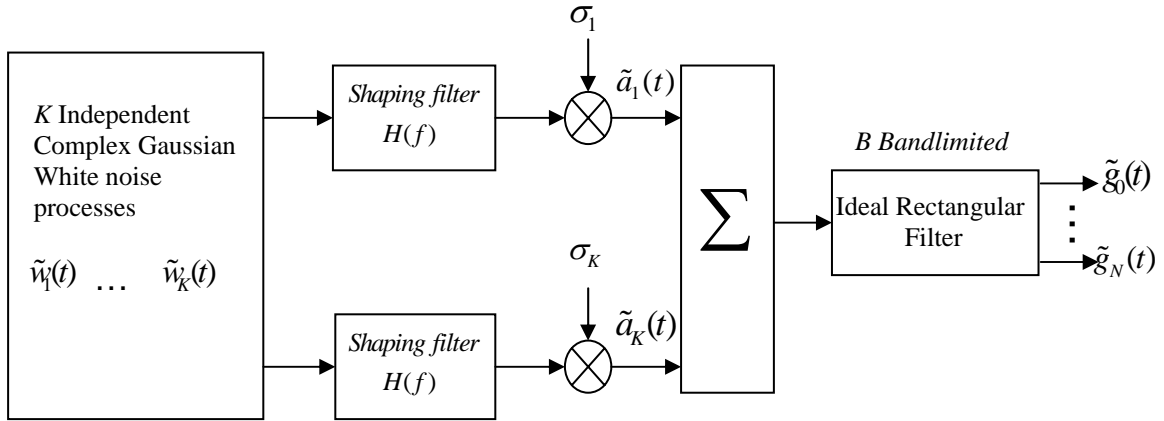 K Independent
Complex Gaussian
White noise
processes
w̃₁(t) … w̃_K(t)
Shaping filter
H(f)
σ₁
ã₁(t)
Shaping filter
H(f)
σ_K
ã_K(t)
∑
B Bandlimited
Ideal Rectangular
Filter
g̃₀(t)
⋮
g̃_N(t)